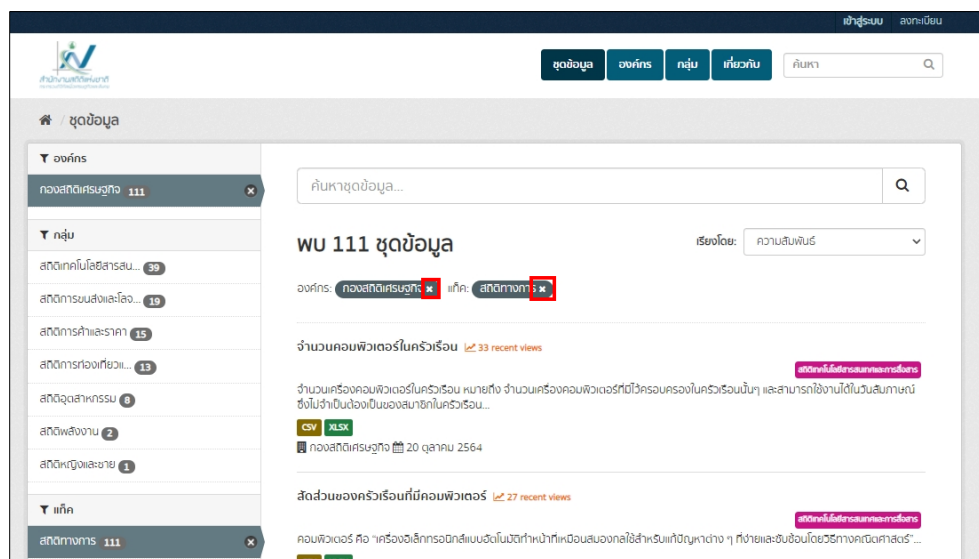 เข้าสู่ระบบ ลงทะเบียน
สำนักงานสถิติแห่งชาติ
ชุดข้อมูล องค์กร กลุ่ม เกี่ยวกับ ค้นหา
/ ชุดข้อมูล
องค์กร
กองสถิติเศรษฐกิจ 111
กลุ่ม
สถิติเทคโนโลยีสารสน... 39
สถิติการขนส่งและโลจ... 19
สถิติการค้าและราคา 15
สถิติการท่องเที่ยวแ... 13
สถิติอุตสาหกรรม 8
สถิติพลังงาน 2
สถิติหญิงและชาย 1
แท็ค
สถิติทางการ 111
ค้นหาชุดข้อมูล...
พบ 111 ชุดข้อมูล
เรียงโดย: ความสัมพันธ์
องค์กร: กองสถิติเศรษฐกิจ แท็ค: สถิติทางการ
จำนวนคอมพิวเตอร์ในครัวเรือน 33 recent views
สถิติเทคโนโลยีสารสนเทศและการสื่อสาร
จำนวนเครื่องคอมพิวเตอร์ในครัวเรือน หมายถึง จำนวนเครื่องคอมพิวเตอร์ที่มีไว้ครอบครองในครัวเรือนนั้นๆ และสามารถใช้งานได้ในวันสัมภาษณ์
ซึ่งไม่จำเป็นต้องเป็นของสมาชิกในครัวเรือน...
CSV XLSX
กองสถิติเศรษฐกิจ 20 ตุลาคม 2564
สัดส่วนของครัวเรือนที่มีคอมพิวเตอร์ 27 recent views
สถิติเทคโนโลยีสารสนเทศและการสื่อสาร
คอมพิวเตอร์ คือ "เครื่องอิเล็กทรอนิกส์แบบอัตโนมัติทำหน้าที่เหมือนสมองกลใช้สำหรับแก้ปัญหาต่าง ๆ ที่ง่ายและซับซ้อนโดยวิธีทางคณิตศาสตร์"...